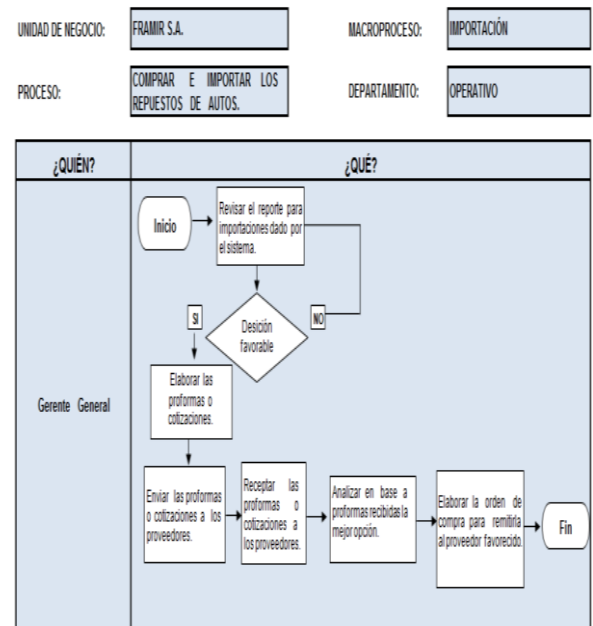 UNIDAD DE NEGOCIO:
FRAMIR S.A.
MACROPROCESO:
IMPORTACIÓN
PROCESO:
COMPRAR E IMPORTAR LOS
REPUESTOS DE AUTOS.
DEPARTAMENTO:
OPERATIVO
¿QUIÉN?
¿QUÉ?
Inicio
Revisar el reporte para
importaciones dado por
el sistema.
SI
Desición
favorable
NO
Elaborar las
proformas o
cotizaciones.
Gerente General
Enviar las proformas
o cotizaciones a los
proveedores.
Receptar las
proformas o
cotizaciones a
los proveedores.
Analizar en base a
proformas recibidas la
mejor opción.
Elaborar la orden de
compra para remitirla
al proveedor favorecido.
Fin